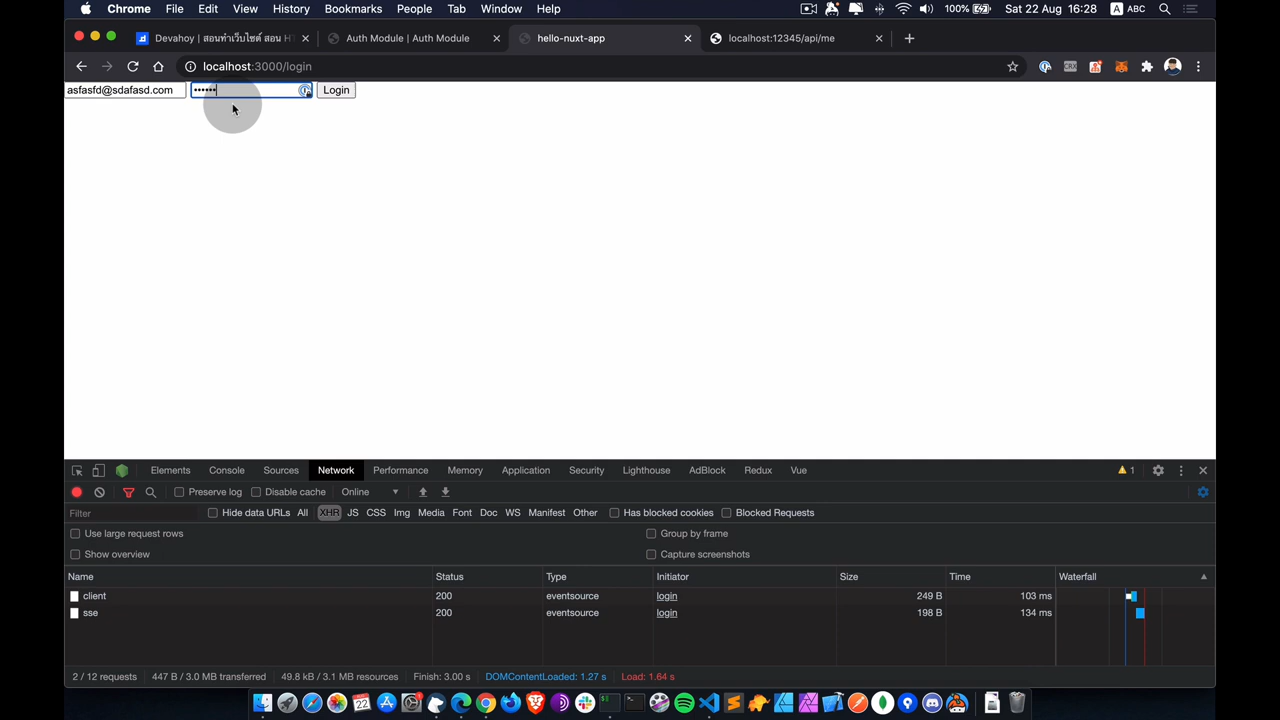 Chrome File Edit View History Bookmarks People Tab Window Help 100% Sat 22 Aug 16:28 A ABC
Devahoy | สอนทำเว็บไซต์ สอน H Auth Module | Auth Module hello-nuxt-app localhost:12345/api/me
localhost:3000/login
asfasfd@sdafasd.com •••••• Login
Elements Console Sources Network Performance Memory Application Security Lighthouse AdBlock Redux Vue 1
Preserve log Disable cache Online
Filter Hide data URLs All XHR JS CSS Img Media Font Doc WS Manifest Other Has blocked cookies Blocked Requests
Use large request rows Group by frame
Show overview Capture screenshots
Name Status Type Initiator Size Time Waterfall
client 200 eventsource login 249 B 103 ms
sse 200 eventsource login 198 B 134 ms
2 / 12 requests 447 B / 3.0 MB transferred 49.8 kB / 3.1 MB resources Finish: 3.00 s DOMContentLoaded: 1.27 s Load: 1.64 s